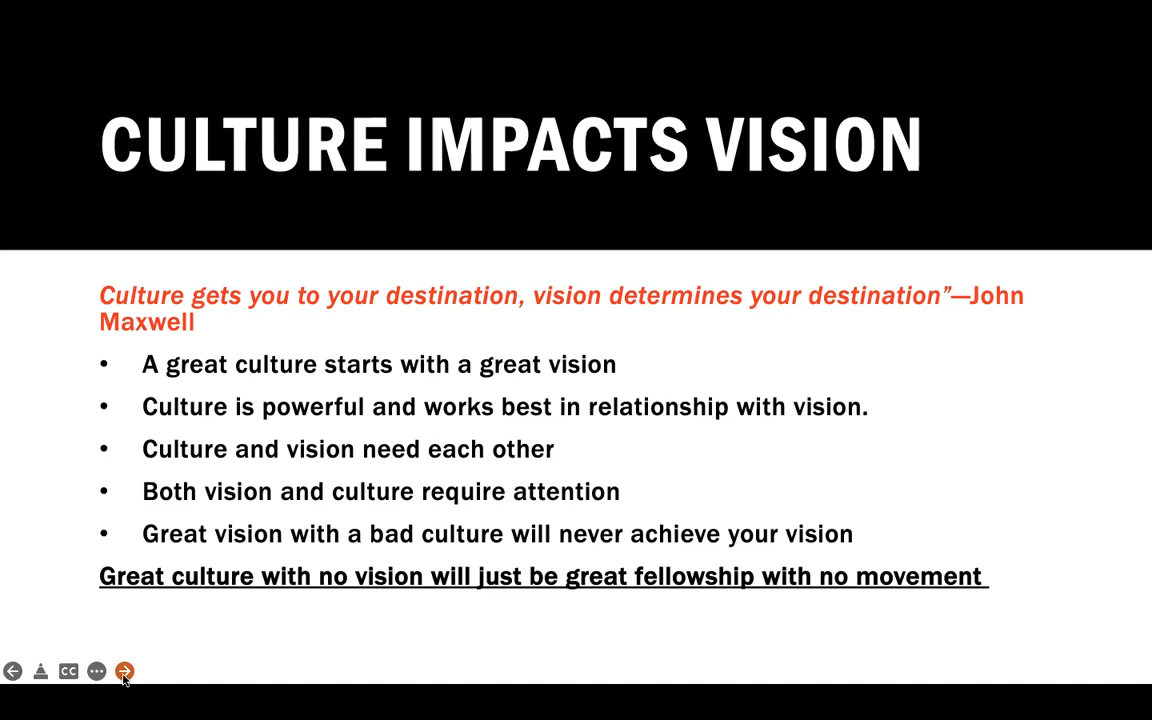 CULTURE IMPACTS VISION
Culture gets you to your destination, vision determines your destination”—John
Maxwell
• A great culture starts with a great vision
• Culture is powerful and works best in relationship with vision.
• Culture and vision need each other
• Both vision and culture require attention
• Great vision with a bad culture will never achieve your vision
Great culture with no vision will just be great fellowship with no movement
CC